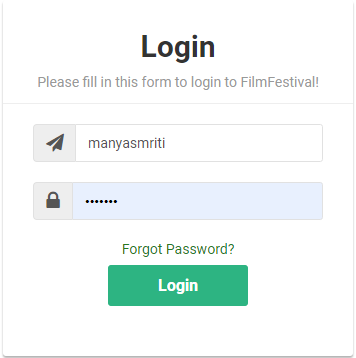 Login
Please fill in this form to login to FilmFestival!
manyasmriti
•••••••
Forgot Password?
Login